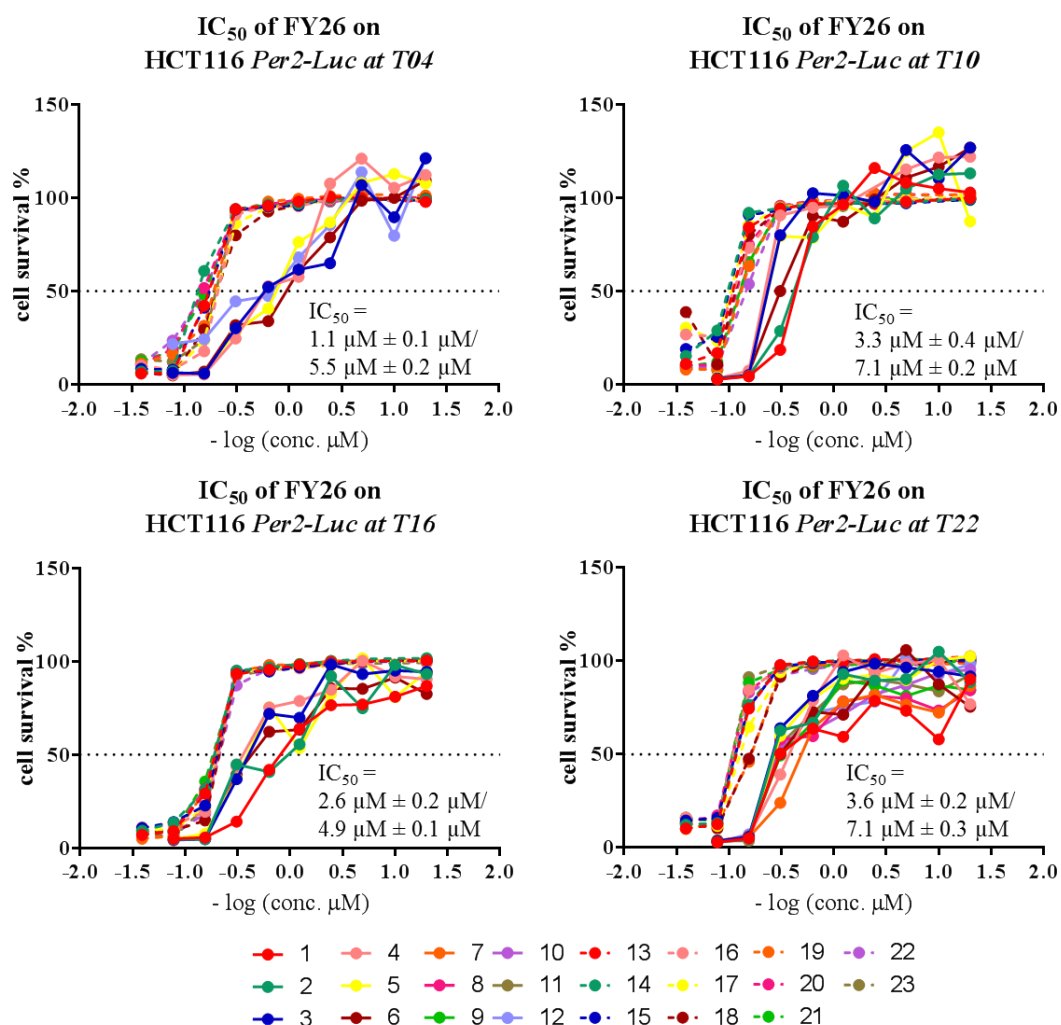 IC50 of FY26 on
HCT116 Per2-Luc at T04
150
100
50
0
cell survival %
IC50 =
1.1 µM ± 0.1 µM/
5.5 µM ± 0.2 µM
-2.0 -1.5 -1.0 -0.5 0.0 0.5 1.0 1.5 2.0
- log (conc. µM)
IC50 of FY26 on
HCT116 Per2-Luc at T10
150
100
50
0
cell survival %
IC50 =
3.3 µM ± 0.4 µM/
7.1 µM ± 0.2 µM
-2.0 -1.5 -1.0 -0.5 0.0 0.5 1.0 1.5 2.0
- log (conc. µM)
IC50 of FY26 on
HCT116 Per2-Luc at T16
150
100
50
0
cell survival %
IC50 =
2.6 µM ± 0.2 µM/
4.9 µM ± 0.1 µM
-2.0 -1.5 -1.0 -0.5 0.0 0.5 1.0 1.5 2.0
- log (conc. µM)
IC50 of FY26 on
HCT116 Per2-Luc at T22
150
100
50
0
cell survival %
IC50 =
3.6 µM ± 0.2 µM/
7.1 µM ± 0.3 µM
-2.0 -1.5 -1.0 -0.5 0.0 0.5 1.0 1.5 2.0
- log (conc. µM)
1 4 7 10 13 16 19 22
2 5 8 11 14 17 20 23
3 6 9 12 15 18 21